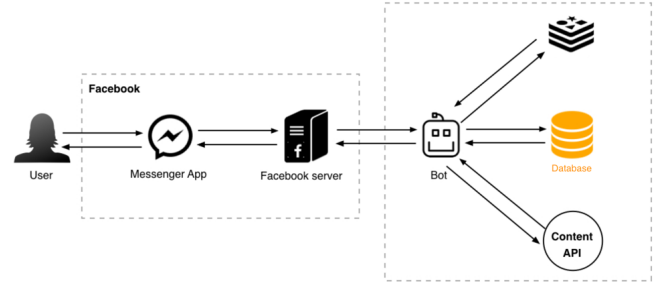 Facebook
User
Messenger App
Facebook server
f
Bot
Database
Content
API